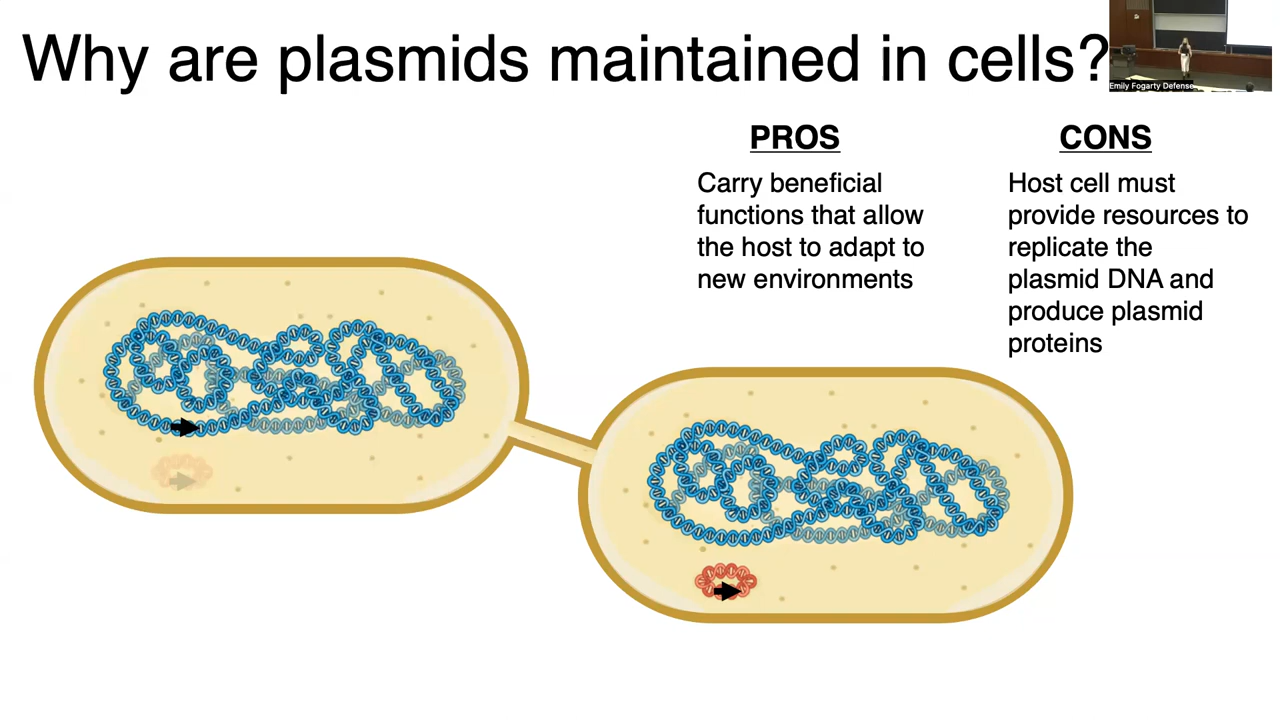 Why are plasmids maintained in cells?
Emily Fogarty Defense
PROS
Carry beneficial
functions that allow
the host to adapt to
new environments
CONS
Host cell must
provide resources to
replicate the
plasmid DNA and
produce plasmid
proteins